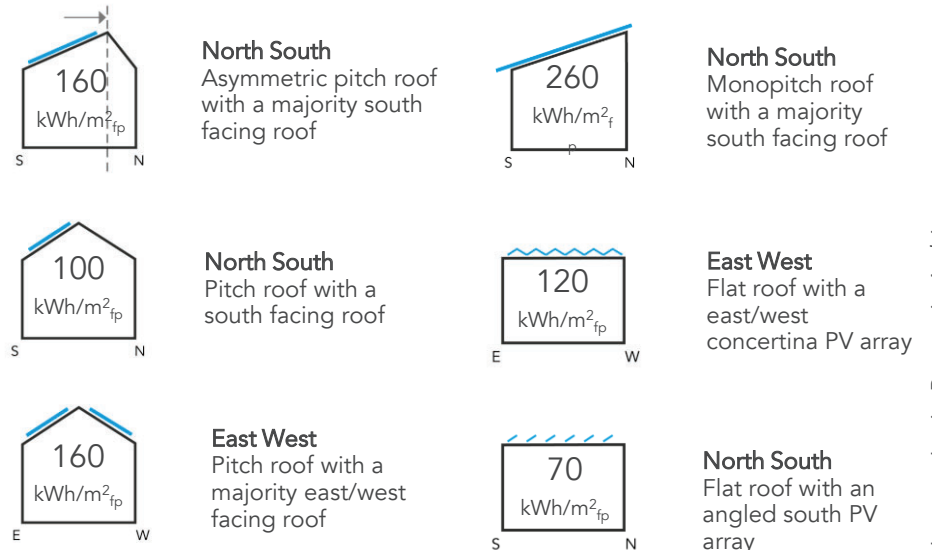 160
kWh/m²fp
S N
North South
Asymmetric pitch roof
with a majority south
facing roof
260
kWh/m²f
p
S N
North South
Monopitch roof
with a majority
south facing roof
100
kWh/m²fp
S N
North South
Pitch roof with a
south facing roof
120
kWh/m²fp
E W
East West
Flat roof with a
east/west
concertina PV array
160
kWh/m²fp
E W
East West
Pitch roof with a
majority east/west
facing roof
70
kWh/m²fp
S N
North South
Flat roof with an
angled south PV
array